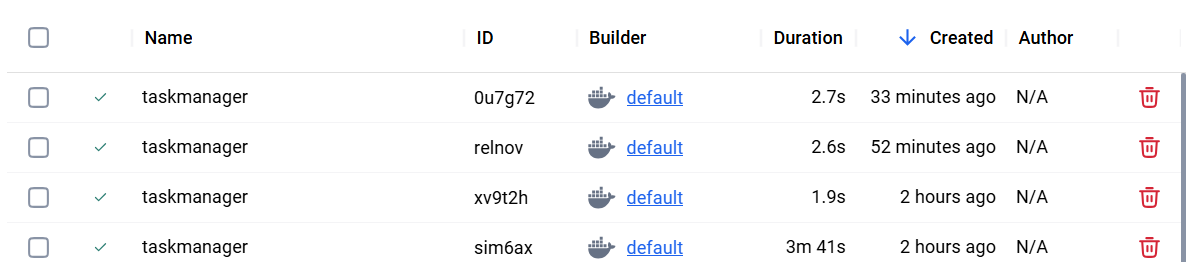 Name ID Builder Duration Created Author
taskmanager 0u7g72 default 2.7s 33 minutes ago N/A
taskmanager relnov default 2.6s 52 minutes ago N/A
taskmanager xv9t2h default 1.9s 2 hours ago N/A
taskmanager sim6ax default 3m 41s 2 hours ago N/A